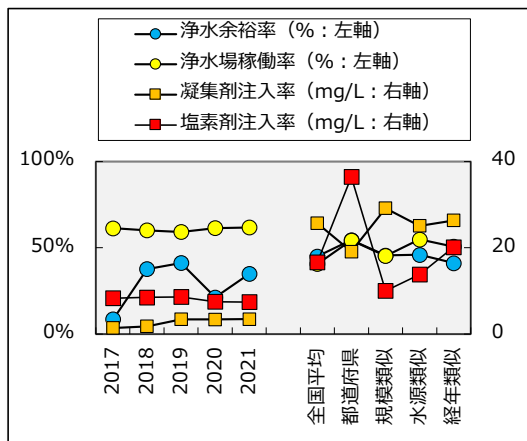 浄水余裕率（%：左軸）
浄水場稼働率（%：左軸）
凝集剤注入率（mg/L：右軸）
塩素剤注入率（mg/L：右軸）
100%
40
50%
20
0%
0
2017
2018
2019
2020
2021
全国平均
都道府県
規模類似
水源類似
経年類似